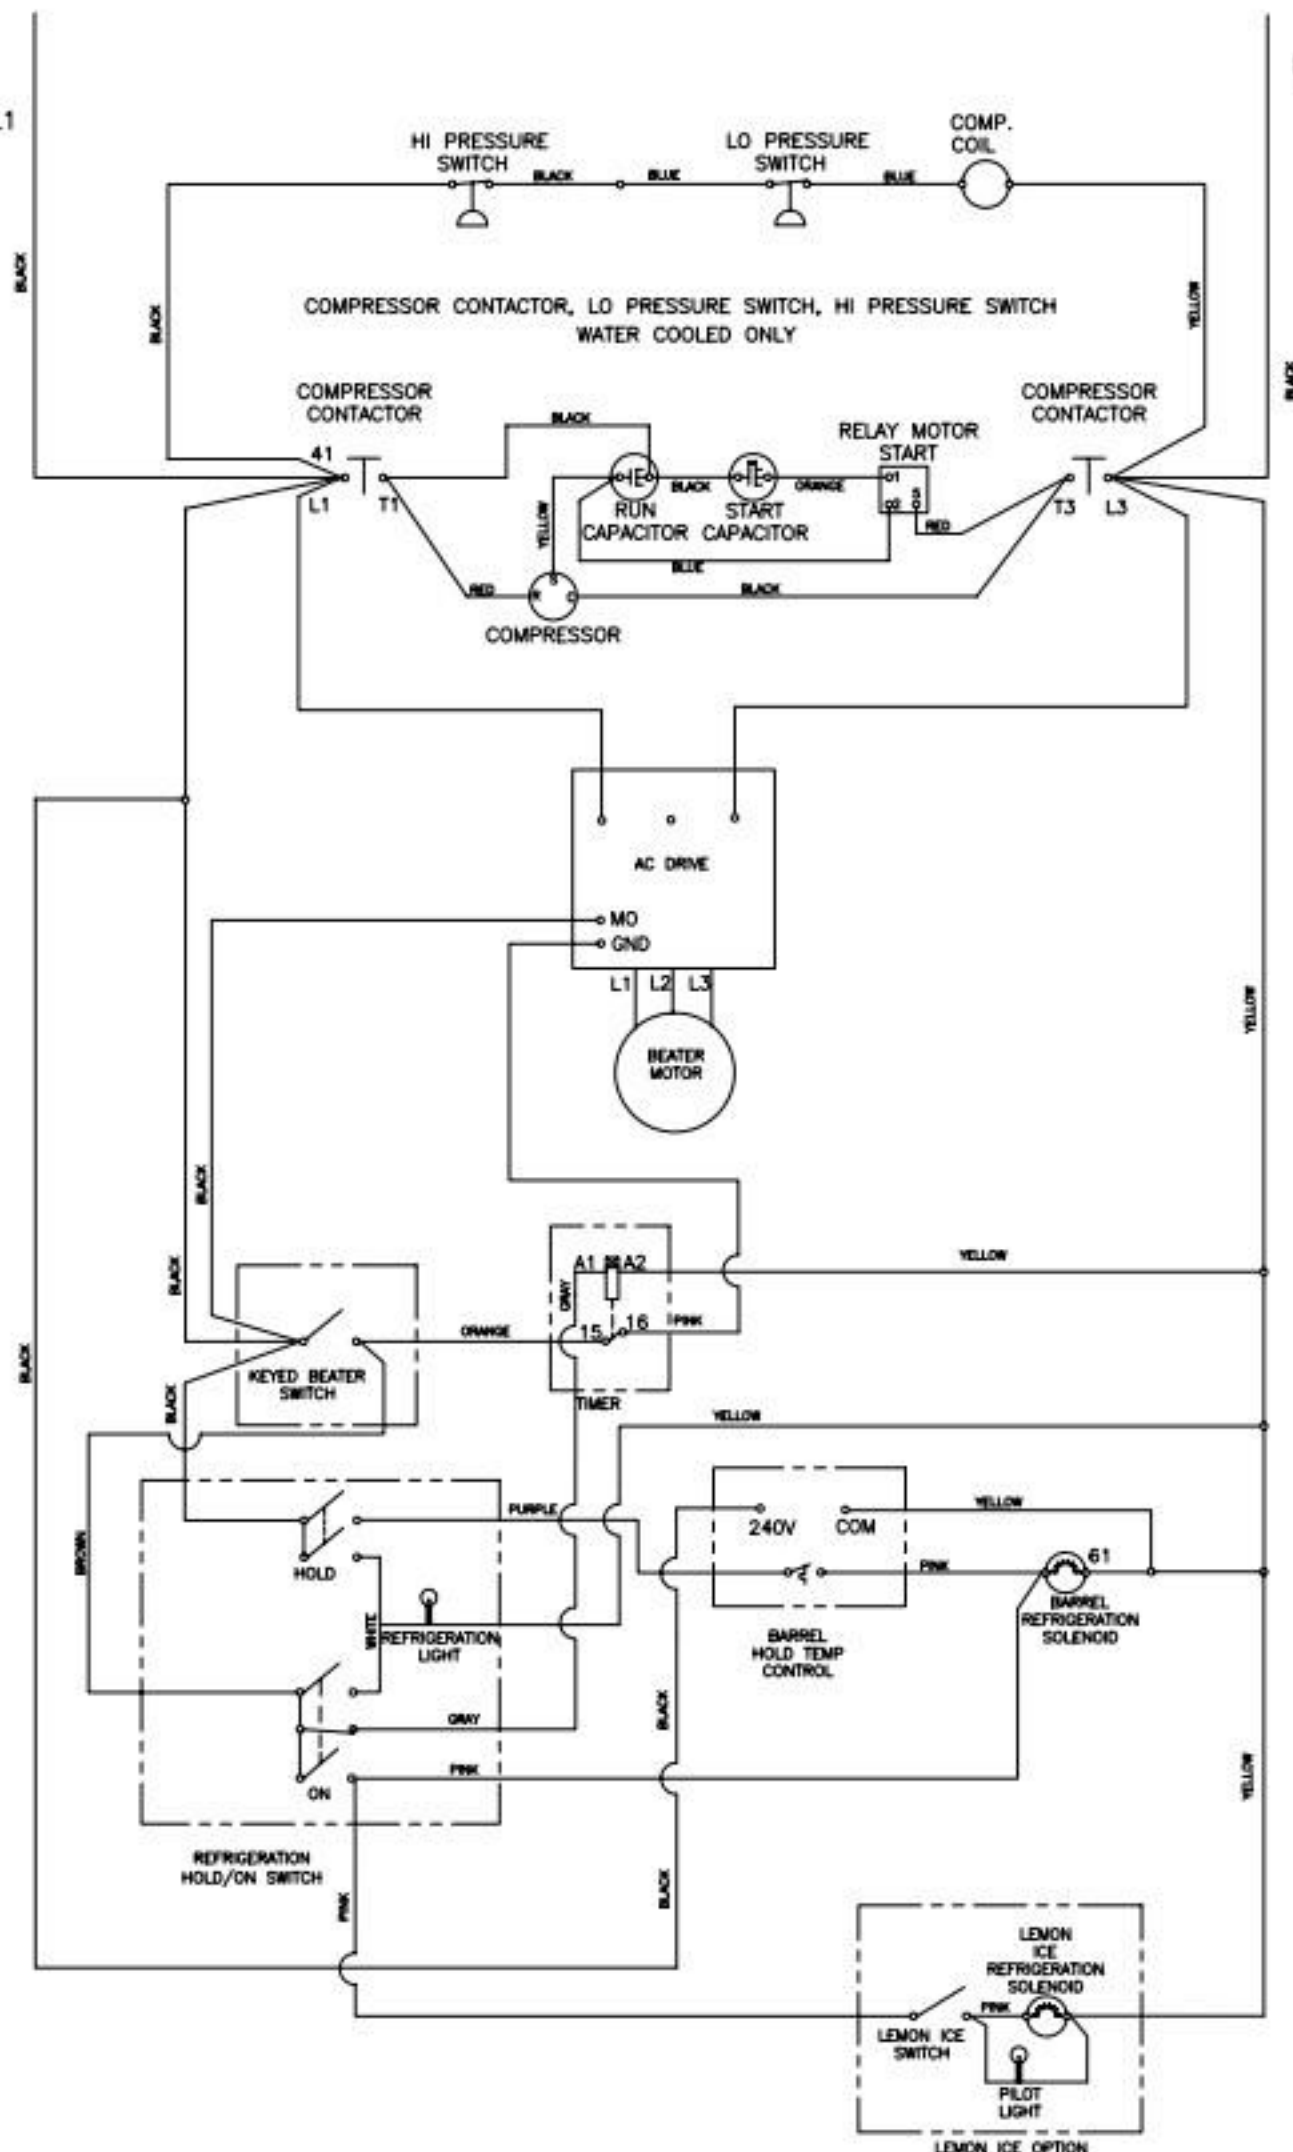 L1
HI PRESSURE
SWITCH
LO PRESSURE
SWITCH
COMP.
COIL
BLACK
BLUE
BLUE
BLACK
BLACK
YELLOW
BLACK
COMPRESSOR CONTACTOR, LO PRESSURE SWITCH, HI PRESSURE SWITCH
WATER COOLED ONLY
COMPRESSOR
CONTACTOR
COMPRESSOR
CONTACTOR
BLACK
RELAY MOTOR
START
41
L1
T1
1
2
5
T3
L3
BLACK
ORANGE
RUN
CAPACITOR
START
CAPACITOR
YELLOW
RED
BLUE
RED
S
R
C
BLACK
COMPRESSOR
AC DRIVE
MO
GND
L1
L2
L3
BEATER
MOTOR
YELLOW
BLACK
BLACK
A1
A2
YELLOW
GRAY
15
16
PINK
ORANGE
KEYED BEATER
SWITCH
TIMER
BLACK
BLACK
YELLOW
PURPLE
240V
COM
YELLOW
BROWN
HOLD
PINK
61
BARREL
REFRIGERATION
SOLENOID
WHITE
REFRIGERATION
LIGHT
BARREL
HOLD TEMP
CONTROL
BLACK
GRAY
PINK
ON
YELLOW
REFRIGERATION
HOLD/ON SWITCH
PINK
BLACK
LEMON
ICE
REFRIGERATION
SOLENOID
PINK
LEMON ICE
SWITCH
PILOT
LIGHT
LEMON ICE OPTION